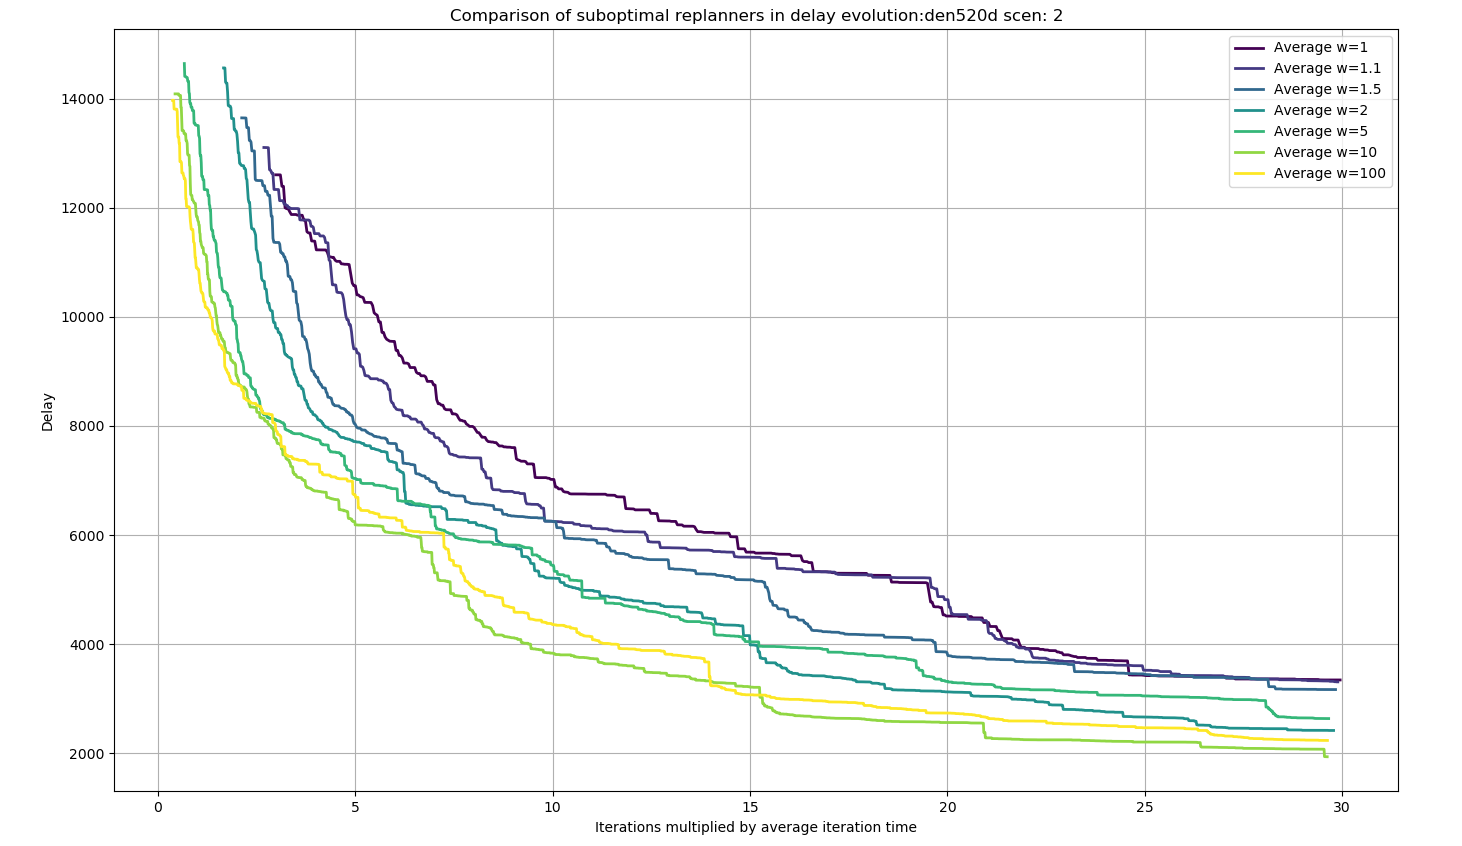 Comparison of suboptimal replanners in delay evolution:den520d scen: 2
Average w=1
Average w=1.1
Average w=1.5
Average w=2
Average w=5
Average w=10
Average w=100
14000
12000
10000
8000
6000
4000
2000
Delay
0 5 10 15 20 25 30
Iterations multiplied by average iteration time